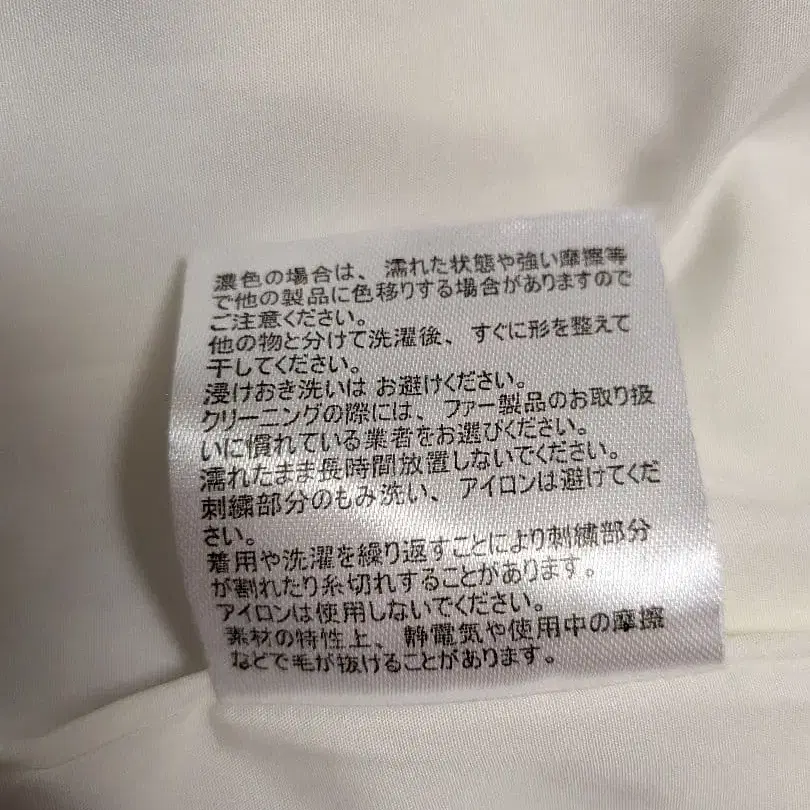 濃色の場合は、濡れた状態や強い摩擦等
で他の製品に色移りする場合がありますので
ご注意ください。
他の物と分けて洗濯後、すぐに形を整えて
干してください。
浸けおき洗いは お避けください。
クリーニングの際には、ファー製品のお取り扱
いに慣れている業者をお選びください。
濡れたまま長時間放置しないでください。
刺繍部分のもみ洗い、アイロンは避けてくだ
さい。
着用や洗濯を繰り返すことにより刺繍部分
が割れたり糸切れすることがあります。
アイロンは使用しないでください。
素材の特性上、静電気や使用中の摩擦
などで毛が抜けることがあります。